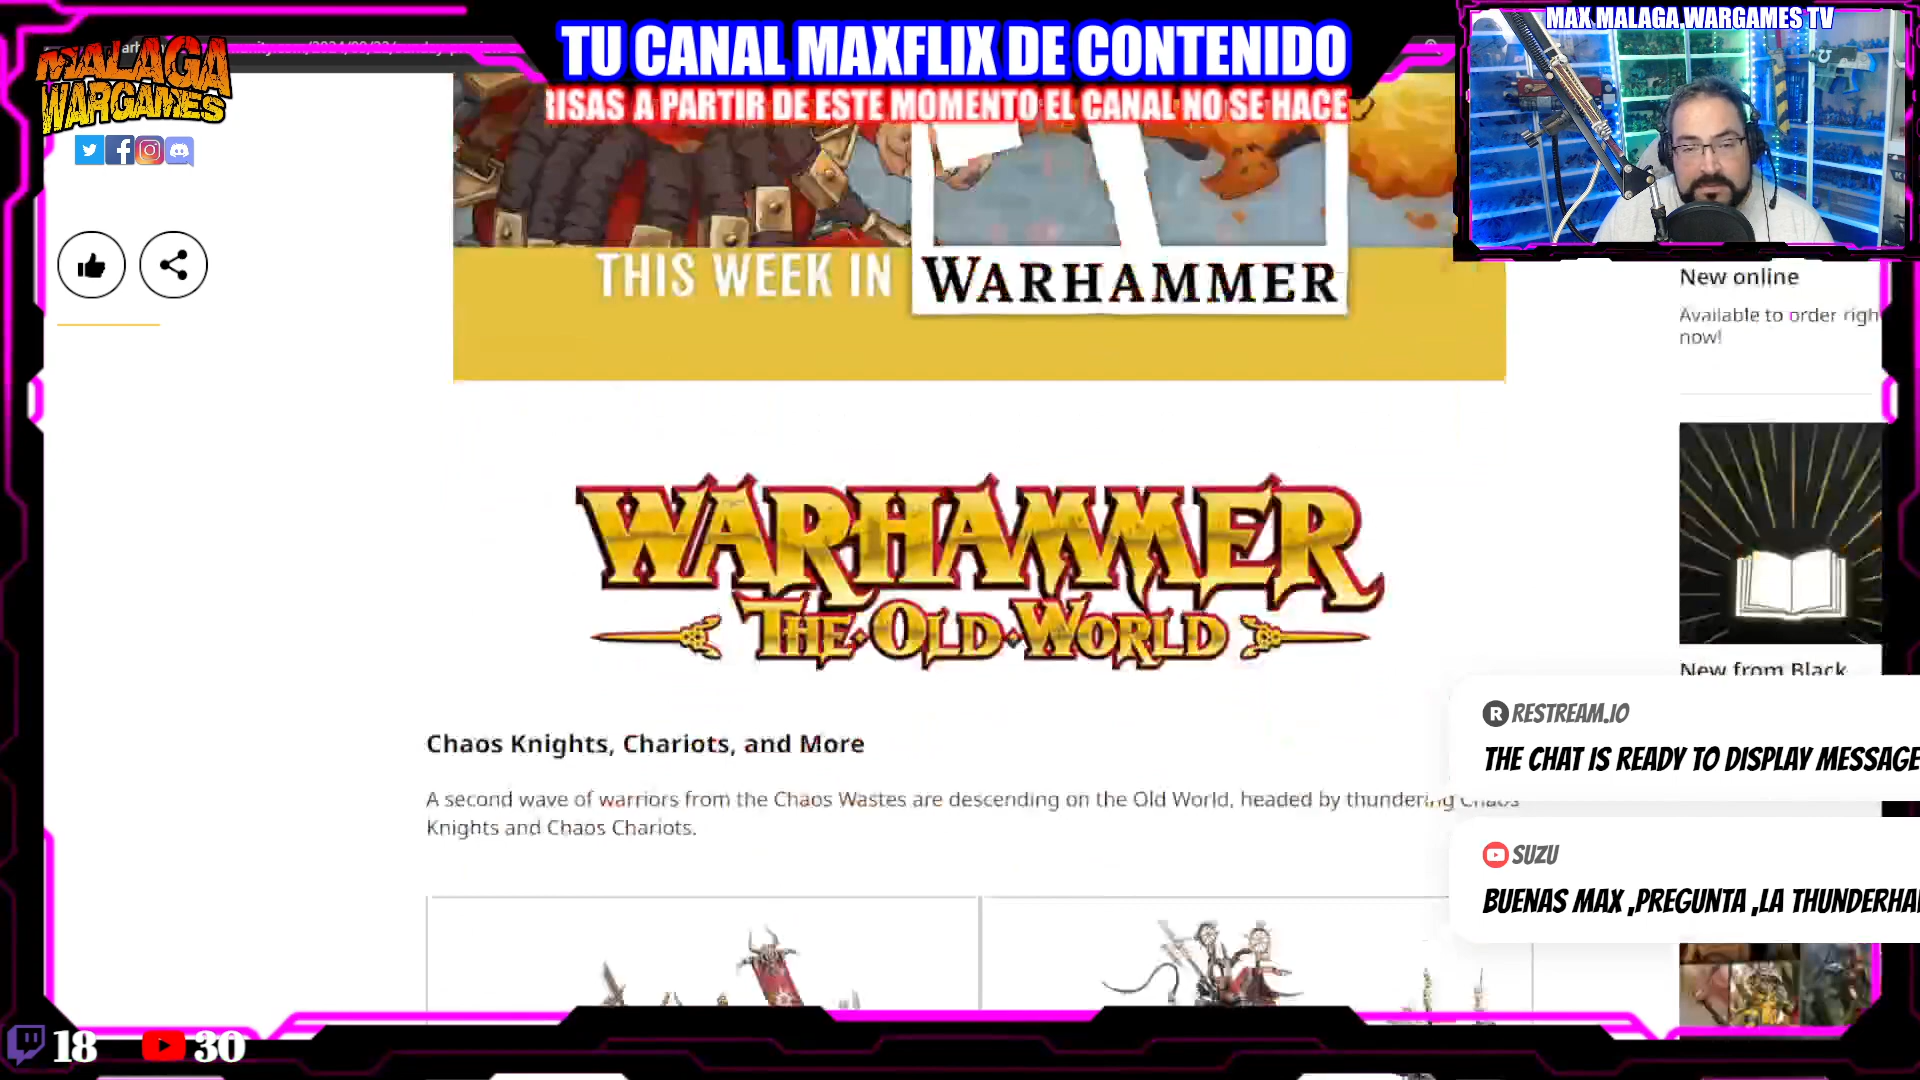 TU CANAL MAXFLIX DE CONTENIDO
RISAS A PARTIR DE ESTE MOMENTO EL CANAL NO SE HACE
MAX MALAGA WARGAMES TV
MALAGA
WARGAMES
THIS WEEK IN
WARHAMMER
New online
Available to order righ
now!
WARHAMMER
THE OLD WORLD
New from Black
Chaos Knights, Chariots, and More
A second wave of warriors from the Chaos Wastes are descending on the Old World, headed by thundering Chaos
Knights and Chaos Chariots.
RESTREAM.IO
THE CHAT IS READY TO DISPLAY MESSAGE
SUZU
BUENAS MAX ,PREGUNTA ,LA THUNDERHA
18
30